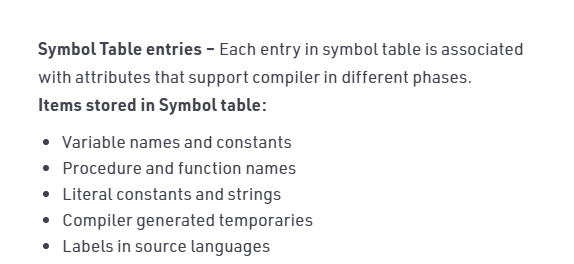 Symbol Table entries – Each entry in symbol table is associated
with attributes that support compiler in different phases.
Items stored in Symbol table:
• Variable names and constants
• Procedure and function names
• Literal constants and strings
• Compiler generated temporaries
• Labels in source languages